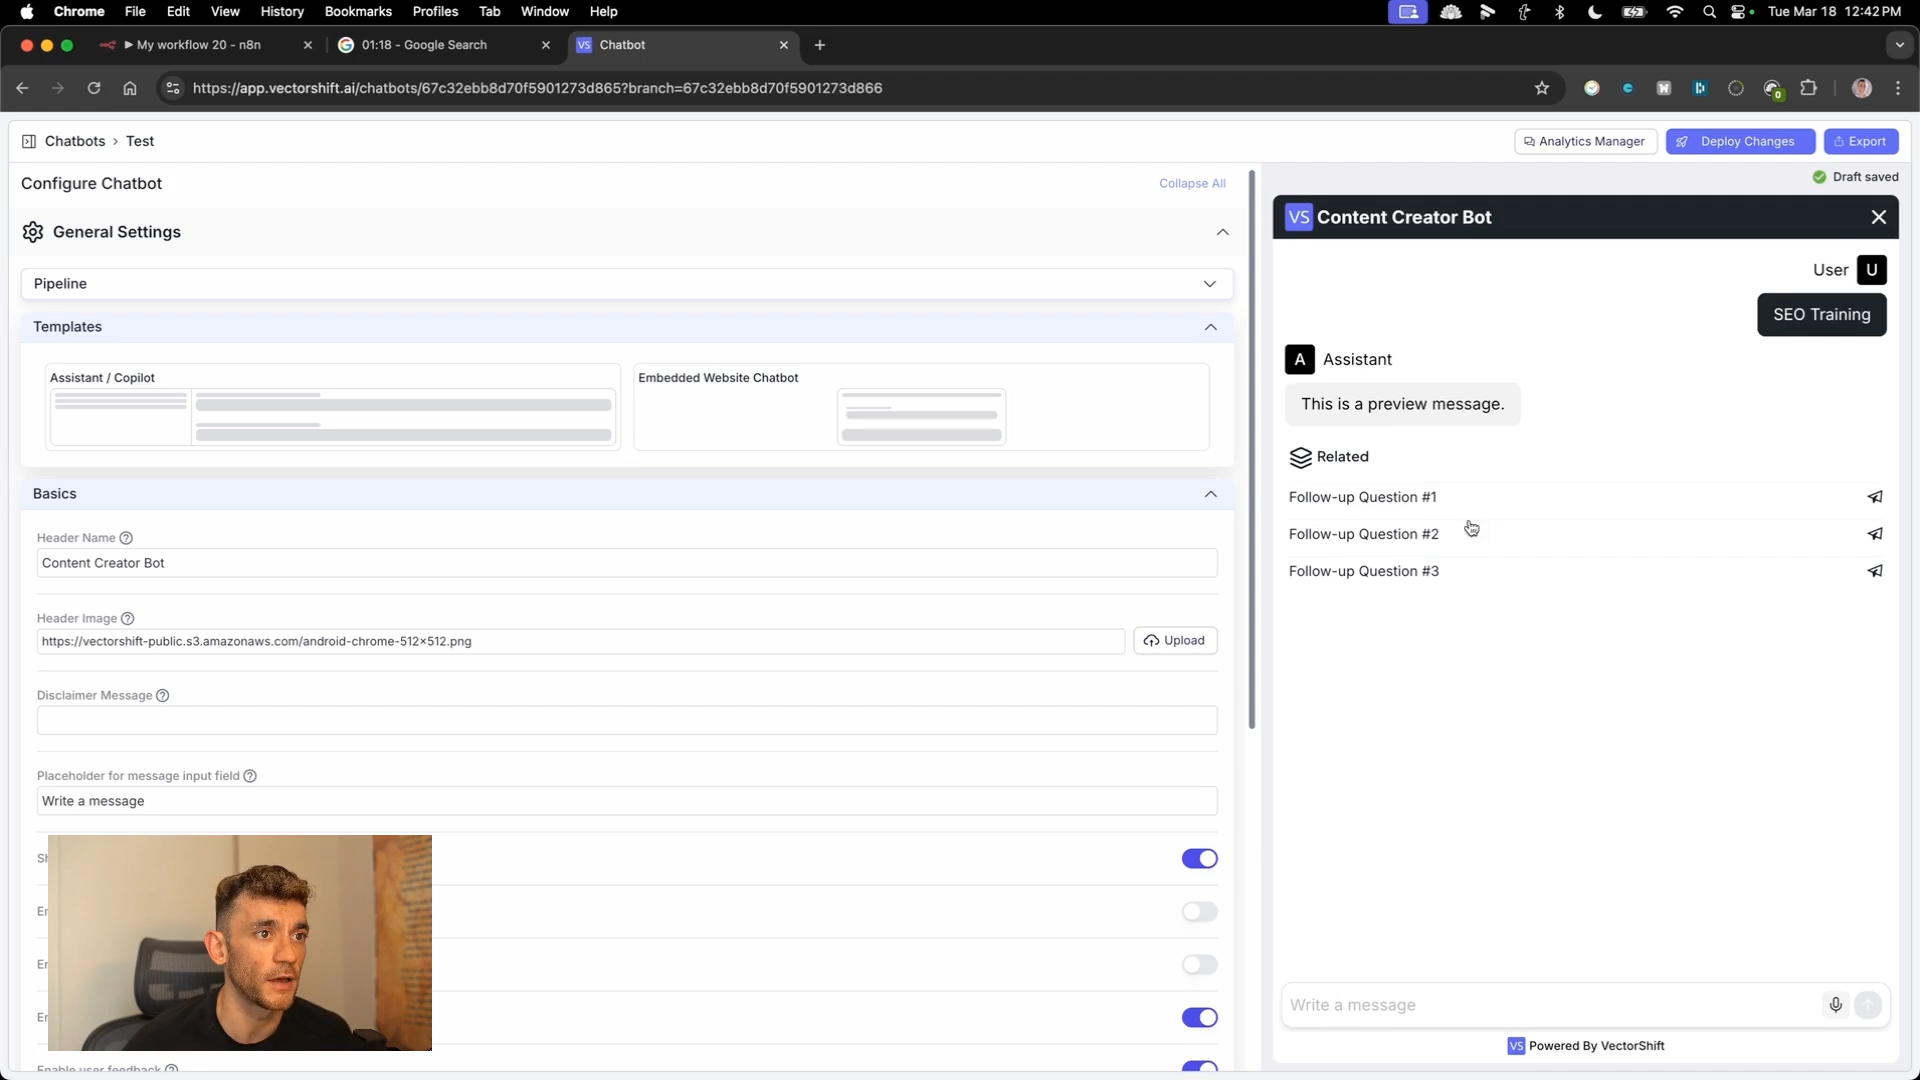 Chrome File Edit View History Bookmarks Profiles Tab Window Help Tue Mar 18 12:42 PM
▶ My workflow 20 - n8n 01:18 - Google Search VS Chatbot
https://app.vectorshift.ai/chatbots/67c32ebb8d70f5901273d865?branch=67c32ebb8d70f5901273d866
Chatbots > Test Analytics Manager Deploy Changes Export
Configure Chatbot Collapse All
General Settings
Pipeline
Templates
Assistant / Copilot Embedded Website Chatbot
Basics
Header Name
Content Creator Bot
Header Image
https://vectorshift-public.s3.amazonaws.com/android-chrome-512×512.png Upload
Disclaimer Message
Placeholder for message input field
Write a message
Sh
En
En
En
Enable user feedback
Draft saved
VS Content Creator Bot
User U
SEO Training
A Assistant
This is a preview message.
Related
Follow-up Question #1
Follow-up Question #2
Follow-up Question #3
Write a message
VS Powered By VectorShift